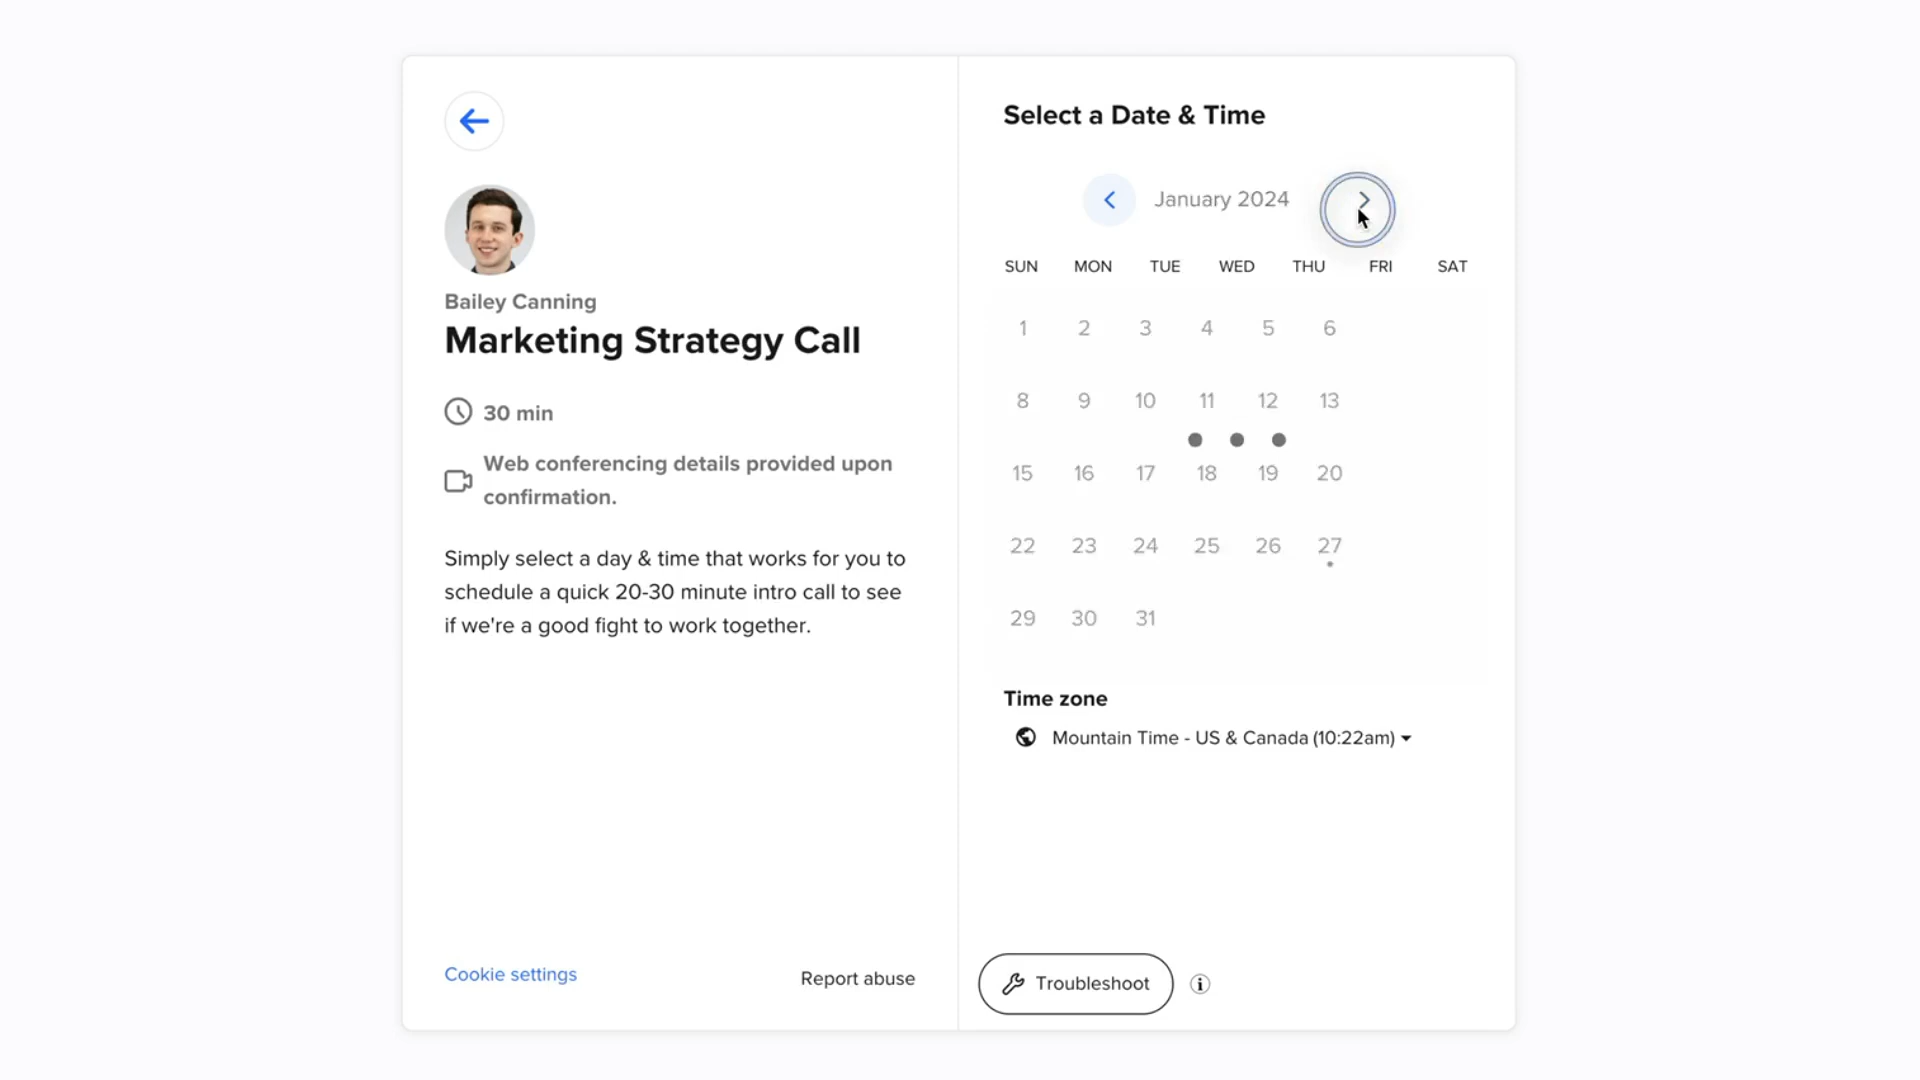 Bailey Canning
Marketing Strategy Call
30 min
Web conferencing details provided upon
confirmation.
Simply select a day & time that works for you to
schedule a quick 20-30 minute intro call to see
if we're a good fight to work together.
Cookie settings
Report abuse
Select a Date & Time
January 2024
SUN MON TUE WED THU FRI SAT
1 2 3 4 5 6
8 9 10 11 12 13
15 16 17 18 19 20
22 23 24 25 26 27
29 30 31
Time zone
Mountain Time - US & Canada (10:22am)
Troubleshoot